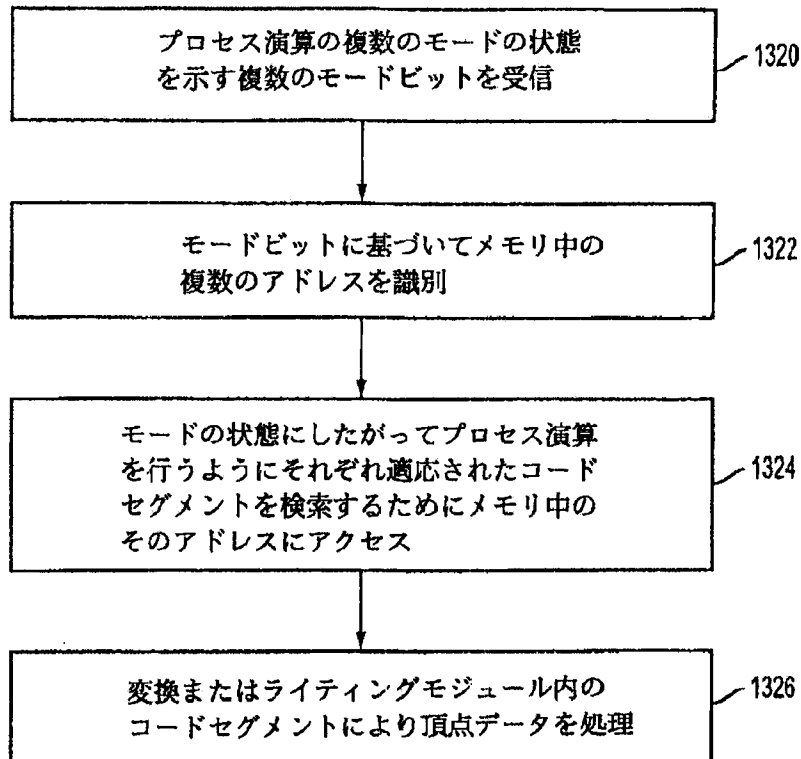 プロセス演算の複数のモードの状態
を示す複数のモードビットを受信
1320
モードビットに基づいてメモリ中の
複数のアドレスを識別
1322
モードの状態にしたがってプロセス演算
を行うようにそれぞれ適応されたコード
セグメントを検索するためにメモリ中の
そのアドレスにアクセス
1324
変換またはライティングモジュール内の
コードセグメントにより頂点データを処理
1326